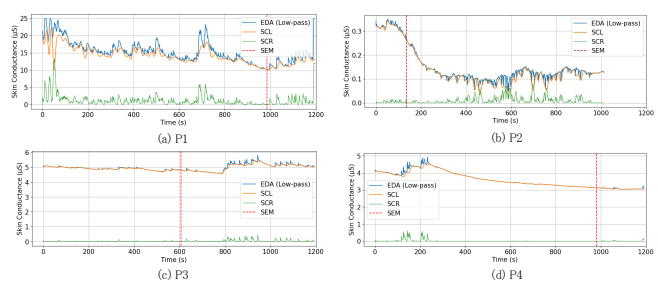 25
20
15
10
5
0
Skin Conductance (µS)
EDA (Low-pass)
SCL
SCR
SEM
0 200 400 600 800 1000 1200
Time (s)
(a) P1
0.3
0.2
0.1
0.0
Skin Conductance (µS)
EDA (Low-pass)
SCL
SCR
SEM
0 200 400 600 800 1000 1200
Time (s)
(b) P2
6
5
4
3
2
1
0
Skin Conductance (µS)
EDA (Low-pass)
SCL
SCR
SEM
0 200 400 600 800 1000 1200
Time (s)
(c) P3
5
4
3
2
1
0
Skin Conductance (µS)
EDA (Low-pass)
SCL
SCR
SEM
0 200 400 600 800 1000 1200
Time (s)
(d) P4